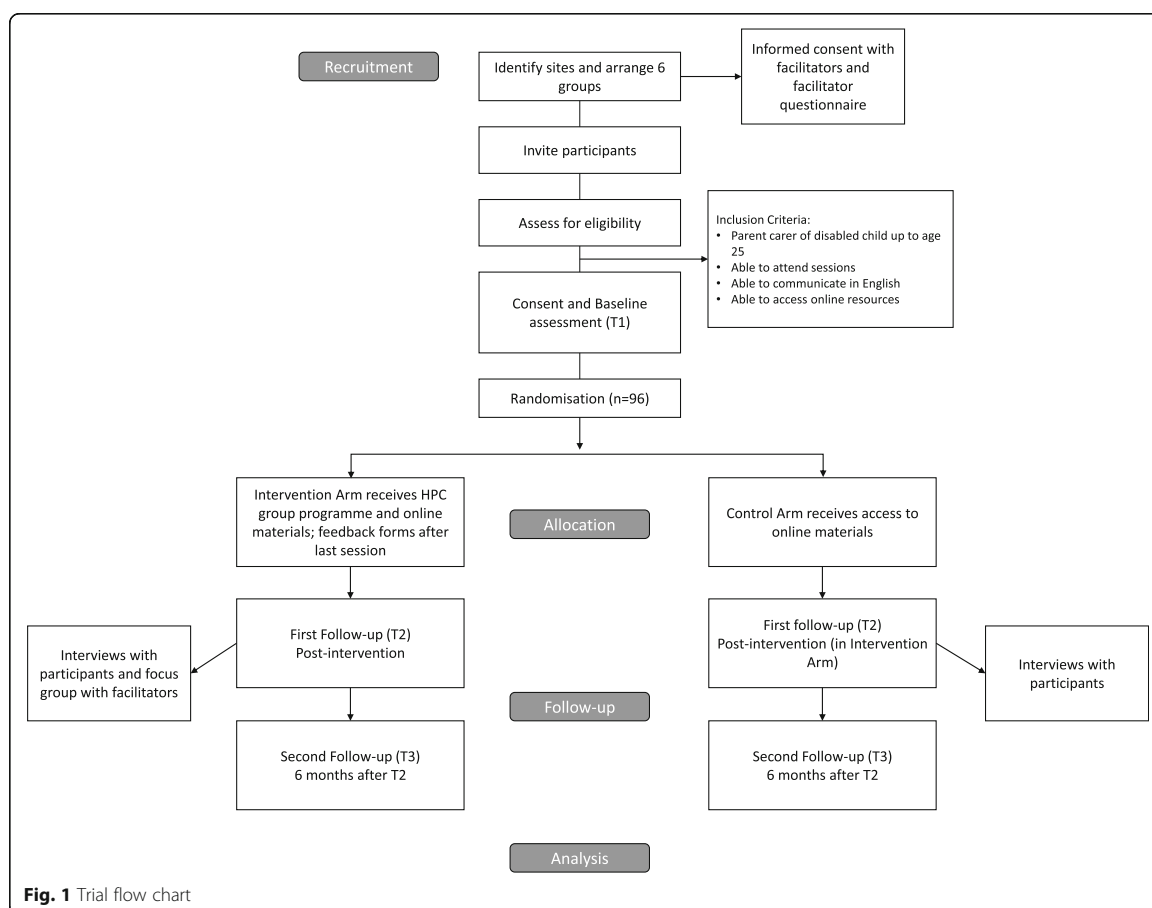 Recruitment
Identify sites and arrange 6
groups
Informed consent with
facilitators and
facilitator
questionnaire
Invite participants
Assess for eligibility
Inclusion Criteria:
• Parent carer of disabled child up to age
25
• Able to attend sessions
• Able to communicate in English
• Able to access online resources
Consent and Baseline
assessment (T1)
Randomisation (n=96)
Intervention Arm receives HPC
group programme and online
materials; feedback forms after
last session
Allocation
Control Arm receives access to
online materials
First Follow-up (T2)
Post-intervention
First follow-up (T2)
Post-intervention (in Intervention
Arm)
Interviews with
participants and focus
group with facilitators
Interviews with
participants
Follow-up
Second Follow-up (T3)
6 months after T2
Second Follow-up (T3)
6 months after T2
Analysis
Fig. 1 Trial flow chart